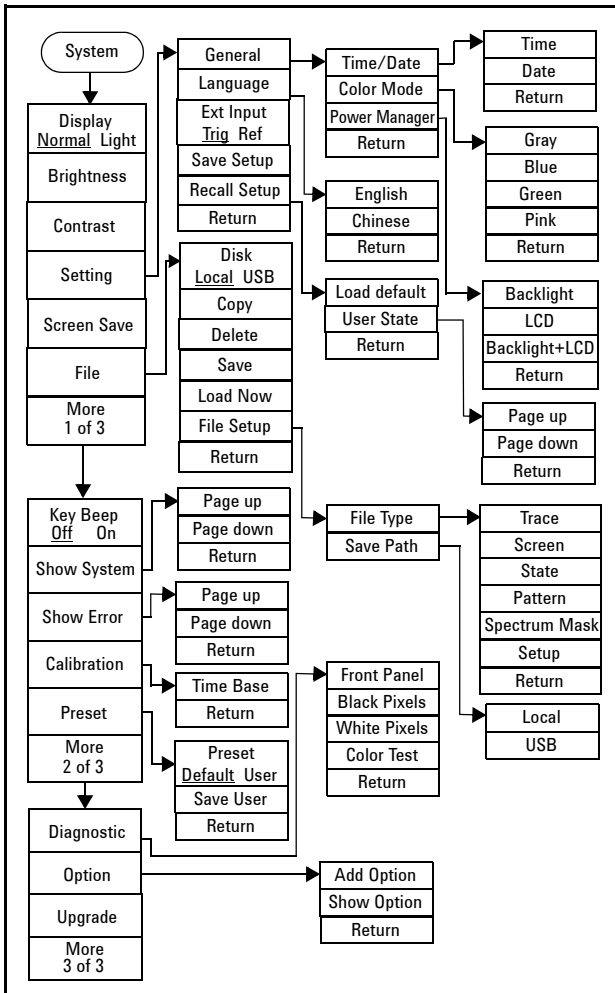 System
Display
Normal Light
Brightness
Contrast
Setting
Screen Save
File
More
1 of 3
Key Beep
Off On
Show System
Show Error
Calibration
Preset
More
2 of 3
Diagnostic
Option
Upgrade
More
3 of 3
General
Language
Ext Input
Trig Ref
Save Setup
Recall Setup
Return
Disk
Local USB
Copy
Delete
Save
Load Now
File Setup
Return
Page up
Page down
Return
Page up
Page down
Return
Time Base
Return
Preset
Default User
Save User
Return
Time/Date
Color Mode
Power Manager
Return
English
Chinese
Return
Load default
User State
Return
File Type
Save Path
Front Panel
Black Pixels
White Pixels
Color Test
Return
Add Option
Show Option
Return
Time
Date
Return
Gray
Blue
Green
Pink
Return
Backlight
LCD
Backlight+LCD
Return
Page up
Page down
Return
Trace
Screen
State
Pattern
Spectrum Mask
Setup
Return
Local
USB